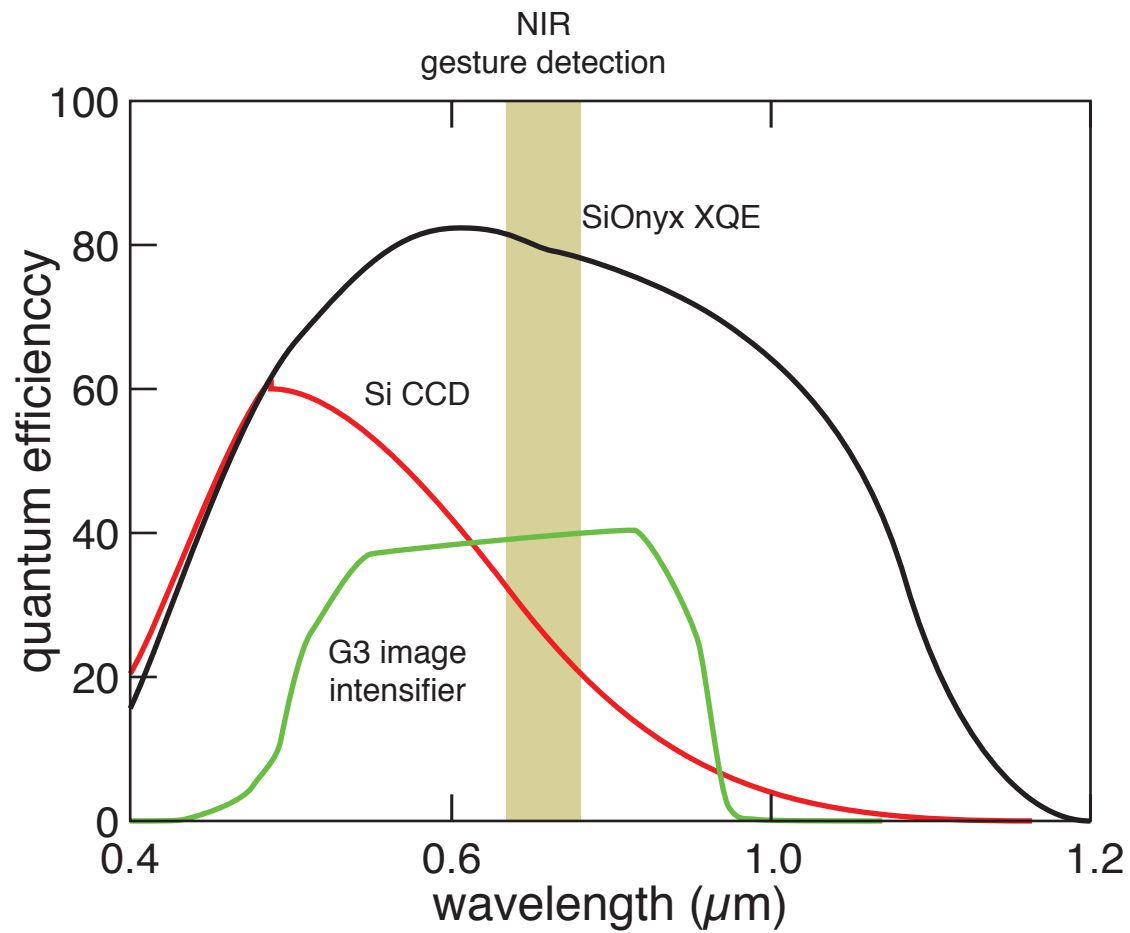 NIR
gesture detection
100
SiOnyx XQE
80
Si CCD
60
40
G3 image
intensifier
20
0
0.4
0.6
1.0
1.2
wavelength (µm)
quantum efficienccy